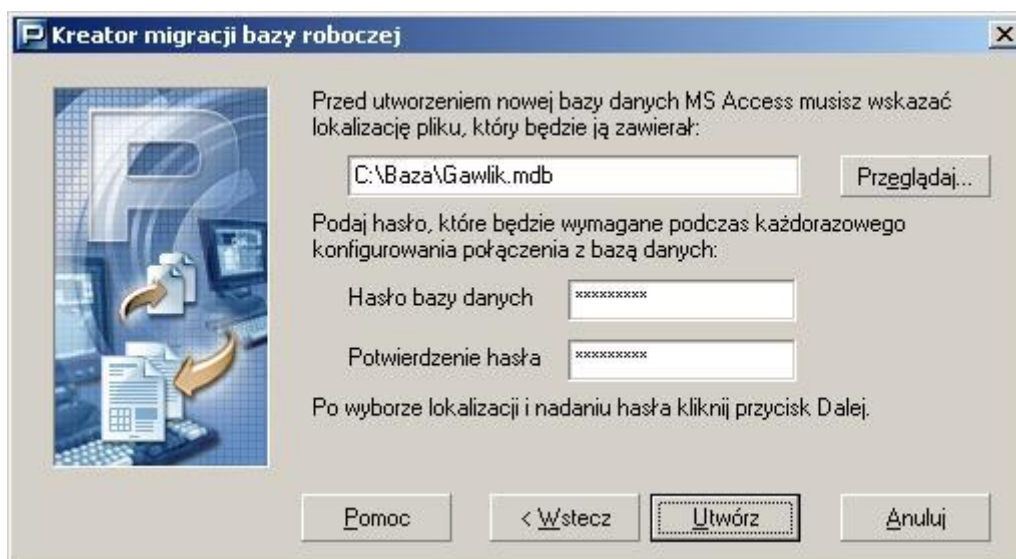 Kreator migracji bazy roboczej
Przed utworzeniem nowej bazy danych MS Access musisz wskazać
lokalizację pliku, który będzie ją zawierał:
C:\Baza\Gawlik.mdb
Przeglądaj...
Podaj hasło, które będzie wymagane podczas każdorazowego
konfigurowania połączenia z bazą danych:
Hasło bazy danych
*********
Potwierdzenie hasła
*********
Po wyborze lokalizacji i nadaniu hasła kliknij przycisk Dalej.
Pomoc < Wstecz Utwórz Anuluj